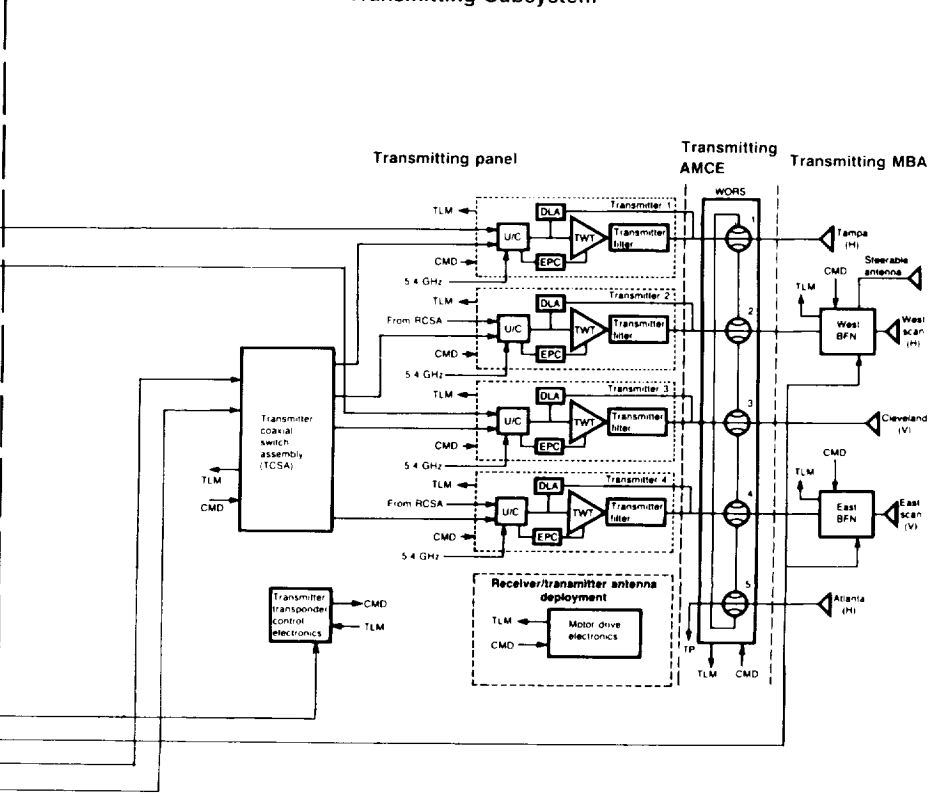 Transmitting Subsystem
Transmitting panel
Transmitting
AMCE
Transmitting MBA
WORS
TLM
DLA
Transmitter 1
U/C
TWT
Transmitter
filter
CMD
EPC
5.4 GHz
1
Tampa
(H)
Steerable
antenna
CMD
TLM
TLM
DLA
Transmitter 2
From RCSA
U/C
TWT
Transmitter
filter
CMD
EPC
5.4 GHz
2
West
BFN
West
scan
(H)
TLM
DLA
Transmitter 3
U/C
TWT
Transmitter
filter
CMD
EPC
5.4 GHz
3
Cleveland
(V)
Transmitter
coaxial
switch
assembly
(TCSA)
TLM
CMD
CMD
TLM
TLM
DLA
Transmitter 4
From RCSA
U/C
TWT
Transmitter
filter
CMD
EPC
5.4 GHz
4
East
BFN
East
scan
(V)
Receiver/transmitter antenna
deployment
TLM
CMD
Motor drive
electronics
5
Atlanta
(H)
TP
TLM
CMD
Transmitter
transponder
control
electronics
CMD
TLM